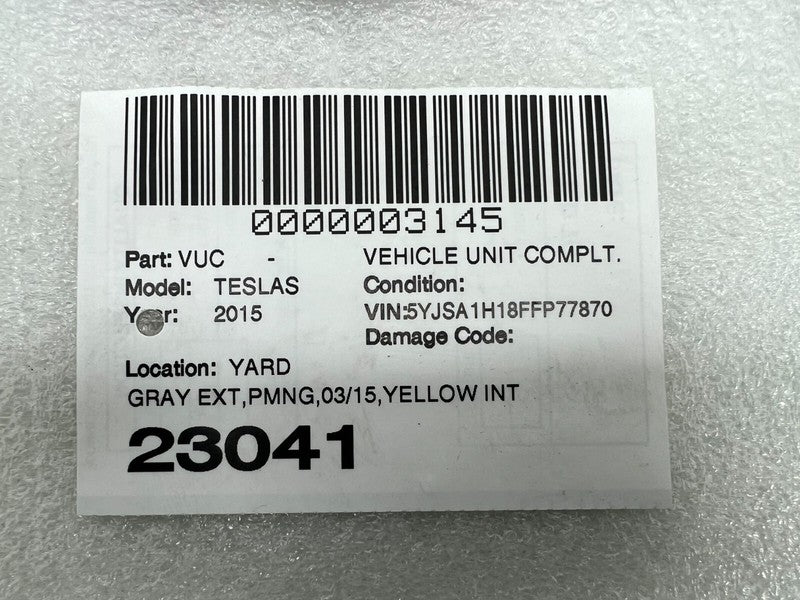 0000003145
Part: VUC - VEHICLE UNIT COMPLT.
Model: TESLAS Condition:
Year: 2015 VIN:5YJSA1H18FFP77870
Damage Code:
Location: YARD
GRAY EXT,PMNG,03/15,YELLOW INT
23041